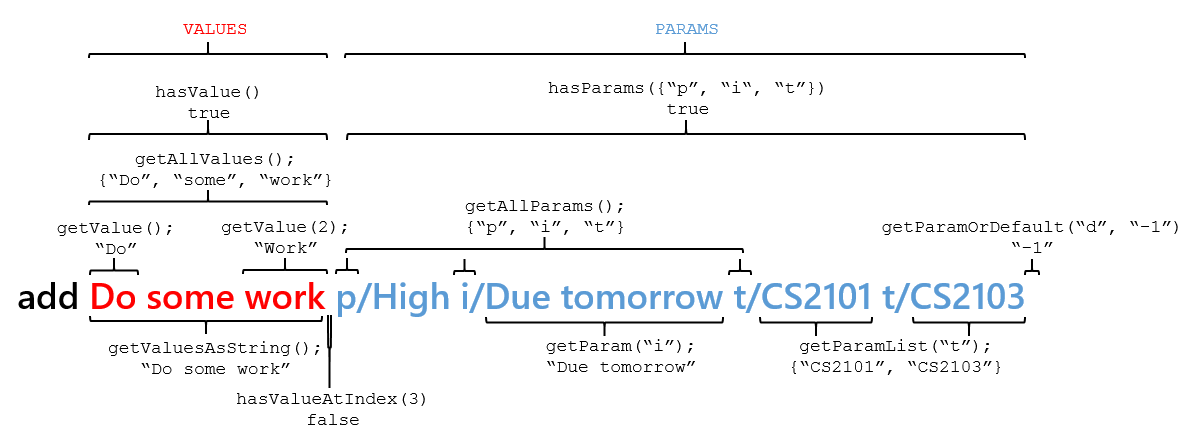 VALUES
PARAMS
hasValue()
true
hasParams({“p”, “i“, “t”})
true
getAllValues();
{“Do”, “some”, “work”}
getAllParams();
{“p”, “i”, “t”}
getValue();
“Do”
getValue(2);
“Work”
getParamOrDefault(“d”, “-1”)
“-1”
add Do some work p/High i/Due tomorrow t/CS2101 t/CS2103
getValuesAsString();
“Do some work”
getParam(“i”);
“Due tomorrow”
getParamList(“t”);
{“CS2101”, “CS2103”}
hasValueAtIndex(3)
false